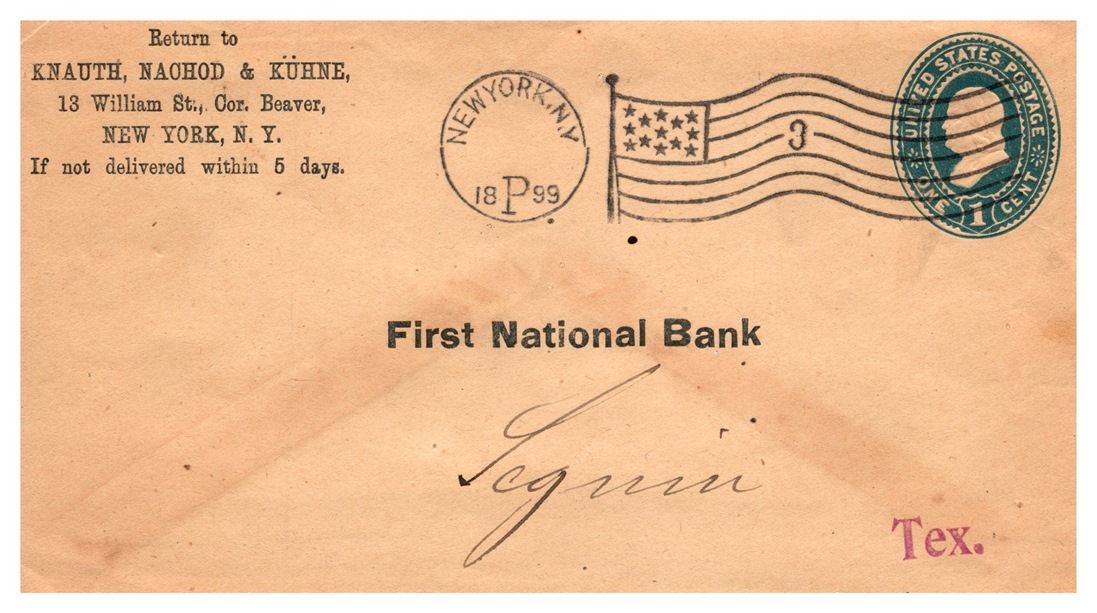 Return to
KNAUTH, NACHOD & KÜHNE,
13 William St., Cor. Beaver,
NEW YORK, N. Y.
If not delivered within 5 days.
NEW YORK, N.Y.
18 P 99
3
UNITED STATES POSTAGE
ONE 1 CENT
First National Bank
Seguin
Tex.